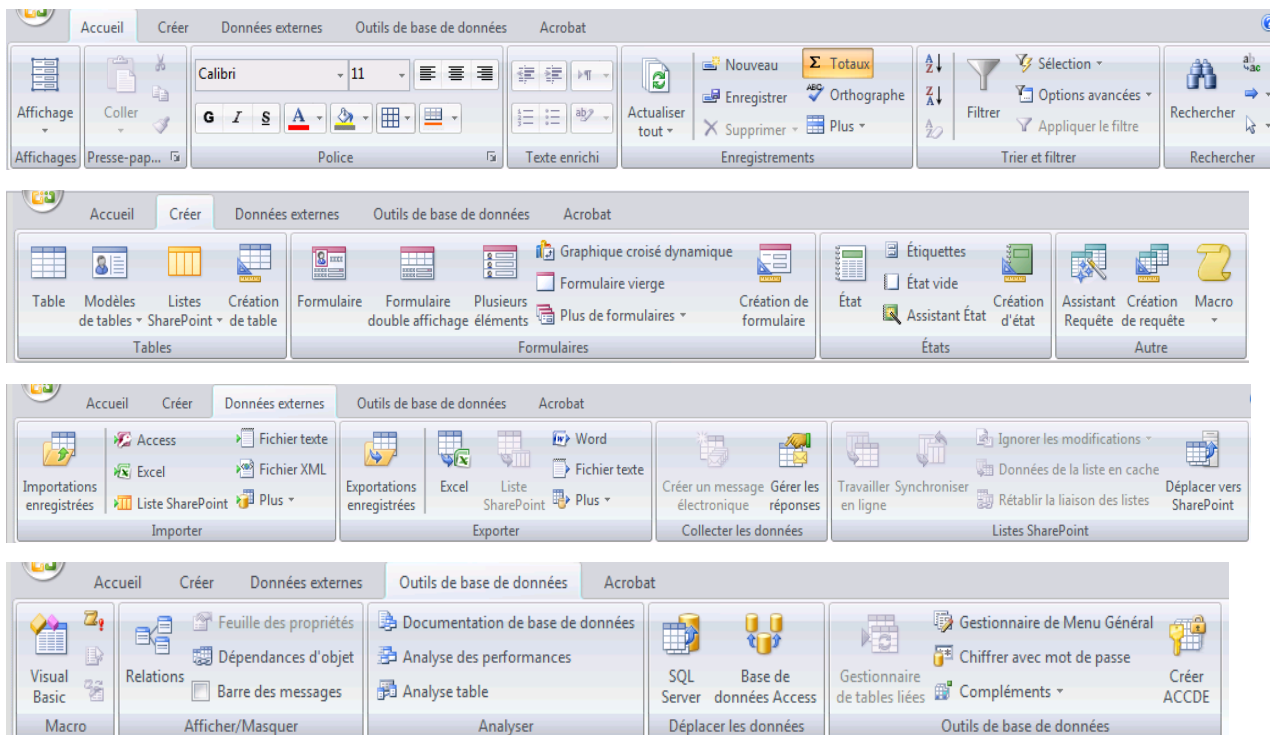 Accueil Créer Données externes Outils de base de données Acrobat
Calibri 11
Nouveau Σ Totaux Sélection
Affichage Coller G I S A Actualiser tout Enregistrer Orthographe Filtrer Options avancées Rechercher
Supprimer Plus Appliquer le filtre
Affichages Presse-pap... Police Texte enrichi Enregistrements Trier et filtrer Rechercher
Accueil Créer Données externes Outils de base de données Acrobat
Graphique croisé dynamique Étiquettes
Formulaire vierge État vide
Table Modèles de tables Listes SharePoint Création de table Formulaire Formulaire double affichage Plusieurs éléments Plus de formulaires Création de formulaire État Assistant État Création d'état Assistant Requête Création de requête Macro
Tables Formulaires États Autre
Accueil Créer Données externes Outils de base de données Acrobat
Access Fichier texte Word Ignorer les modifications
Excel Fichier XML Fichier texte Données de la liste en cache
Importations enregistrées Liste SharePoint Plus Exportations enregistrées Excel Liste SharePoint Plus Créer un message électronique Gérer les réponses Travailler en ligne Synchroniser Rétablir la liaison des listes Déplacer vers SharePoint
Importer Exporter Collecter les données Listes SharePoint
Accueil Créer Données externes Outils de base de données Acrobat
Feuille des propriétés Documentation de base de données Gestionnaire de Menu Général
Dépendances d'objet Analyse des performances Chiffrer avec mot de passe
Visual Basic Relations Barre des messages Analyse table SQL Server Base de données Access Gestionnaire de tables liées Compléments Créer ACCDE
Macro Afficher/Masquer Analyser Déplacer les données Outils de base de données